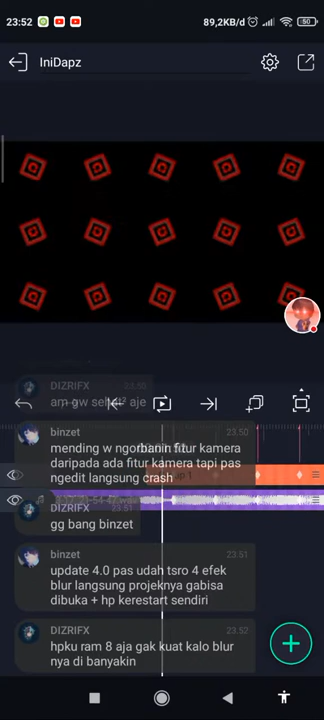 23:52
89,2KB/d
50
IniDapz
DIZRIFX 23.50
am gw sehat² aje
binzet 23.50
mending w ngorbanin fitur kamera
daripada ada fitur kamera tapi pas
ngedit langsung crash
DIZRIFX 23.51
gg bang binzet
binzet 23.51
update 4.0 pas udah tsro 4 efek
blur langsung projeknya gabisa
dibuka + hp kerestart sendiri
DIZRIFX 23.52
hpku ram 8 aja gak kuat kalo blur
nya di banyakin